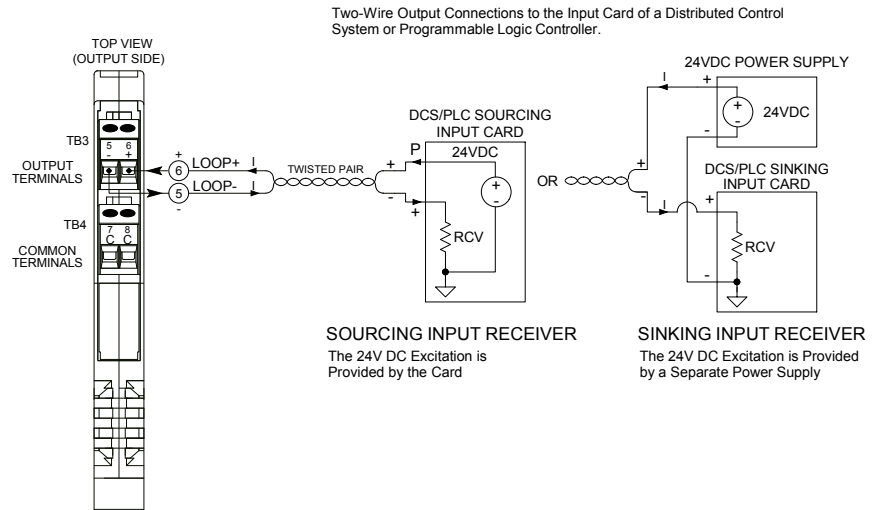 Two-Wire Output Connections to the Input Card of a Distributed Control
System or Programmable Logic Controller.
TOP VIEW
(OUTPUT SIDE)
TB3
5 6
- +
OUTPUT
TERMINALS
TB4
7 8
C C
COMMON
TERMINALS
+
6 LOOP+ I
5 LOOP- I
-
TWISTED PAIR
DCS/PLC SOURCING
INPUT CARD
P
24VDC
+
-
+
+
-
RCV
OR
24VDC POWER SUPPLY
I
+
+
-
24VDC
-
+
-
DCS/PLC SINKING
INPUT CARD
I
+
RCV
-
SOURCING INPUT RECEIVER
The 24V DC Excitation is
Provided by the Card
SINKING INPUT RECEIVER
The 24V DC Excitation is Provided
by a Separate Power Supply